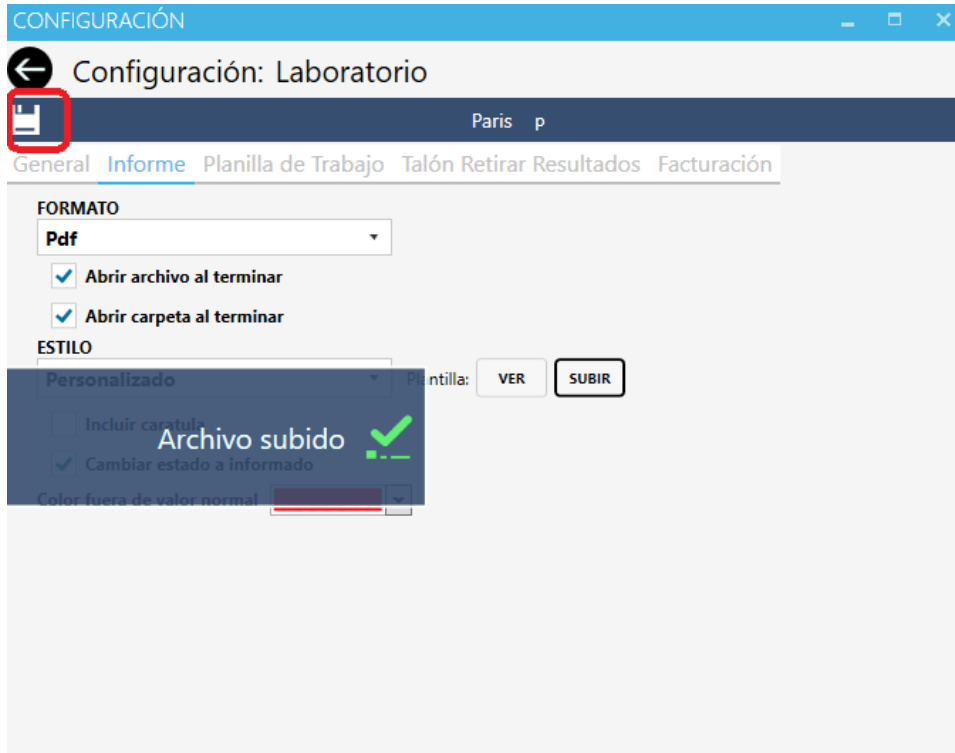 CONFIGURACIÓN
Configuración: Laboratorio
Paris p
General Informe Planilla de Trabajo Talón Retirar Resultados Facturación
FORMATO
Pdf
Abrir archivo al terminar
Abrir carpeta al terminar
ESTILO
Personalizado Plantilla: VER SUBIR
Incluir caratula
Archivo subido
Cambiar estado a informado
Color fuera de valor normal